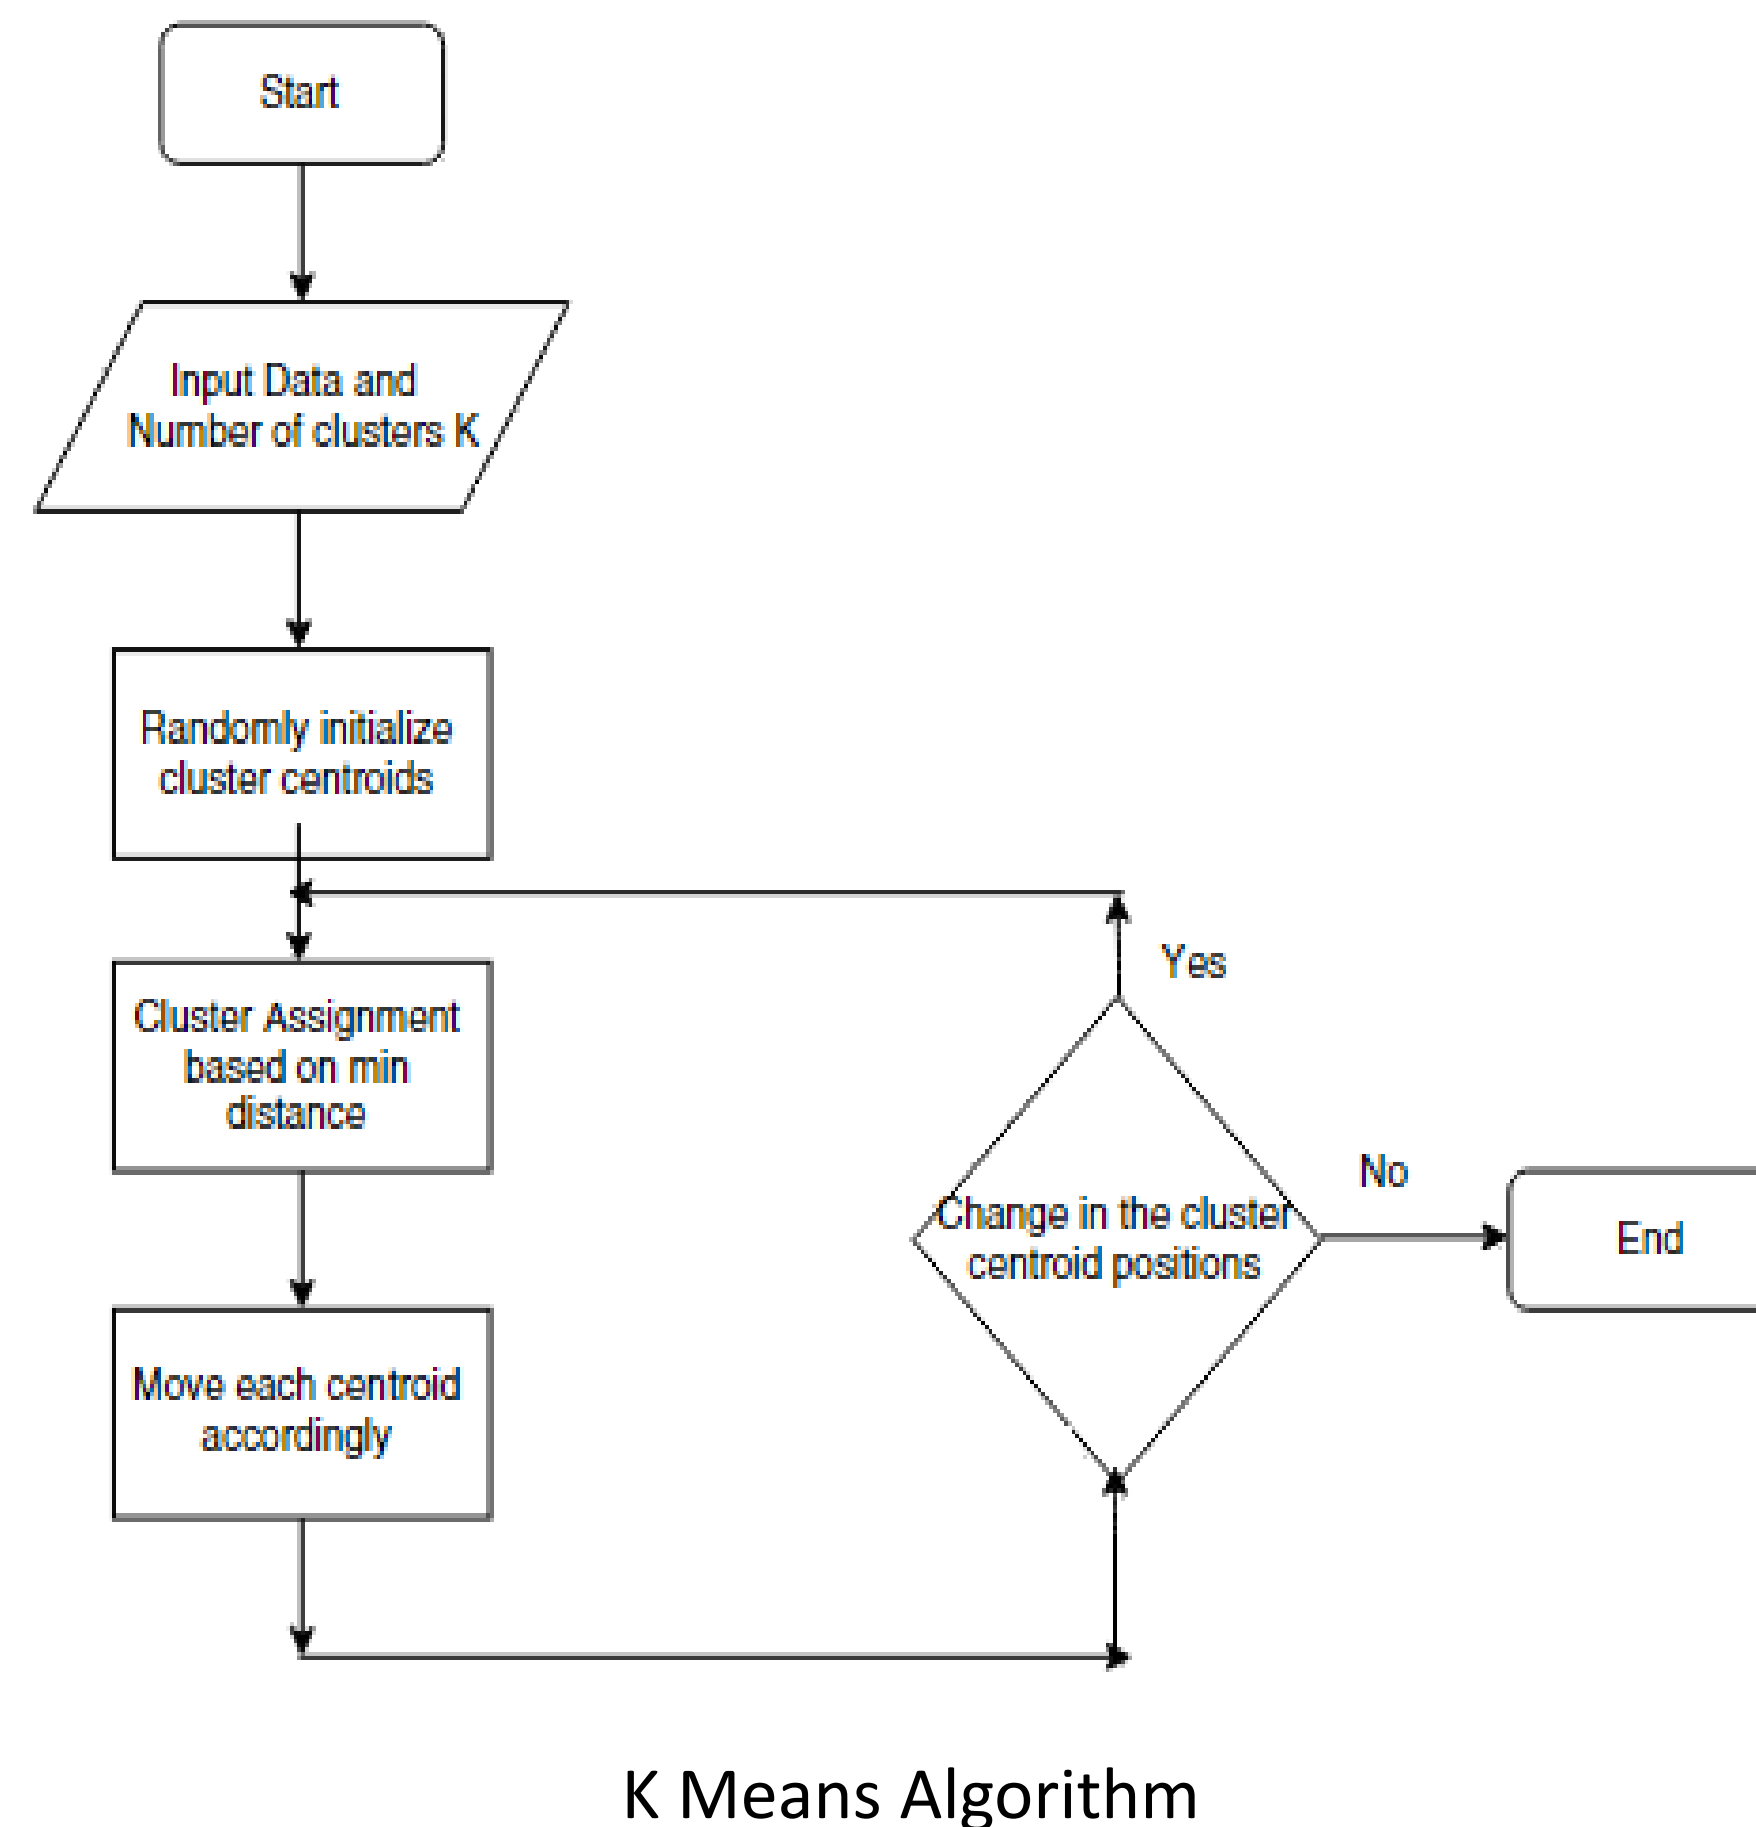 Start
Input Data and
Number of clusters K
Randomly initialize
cluster centroids
Cluster Assignment
based on min
distance
Move each centroid
accordingly
Yes
Change in the cluster
centroid positions
No
End
K Means Algorithm